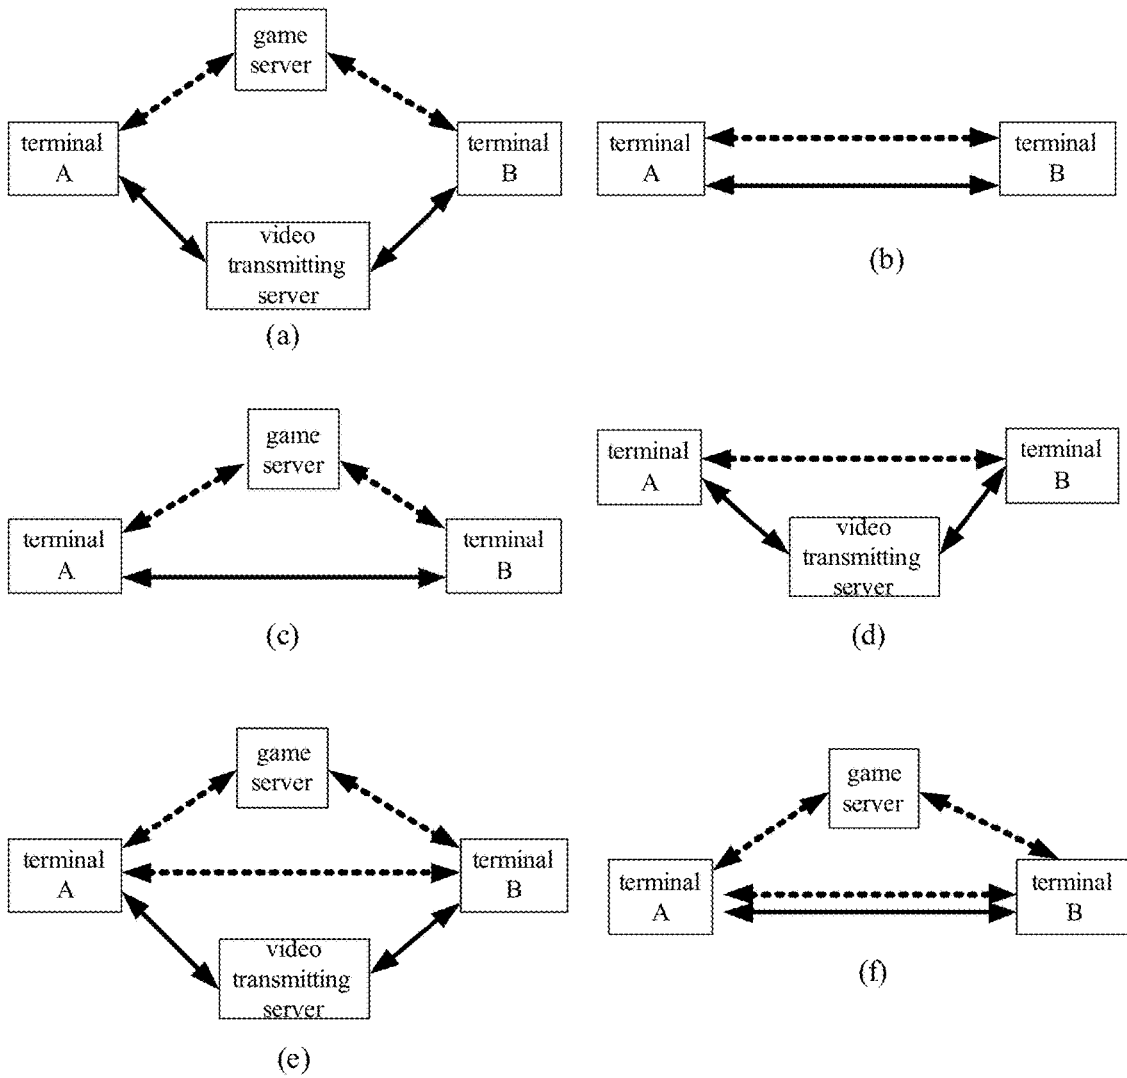 game
server
terminal
A
terminal
B
video
transmitting
server
(a)
terminal
A
terminal
B
(b)
game
server
terminal
A
terminal
B
(c)
terminal
A
terminal
B
video
transmitting
server
(d)
game
server
terminal
A
terminal
B
video
transmitting
server
(e)
game
server
terminal
A
terminal
B
(f)